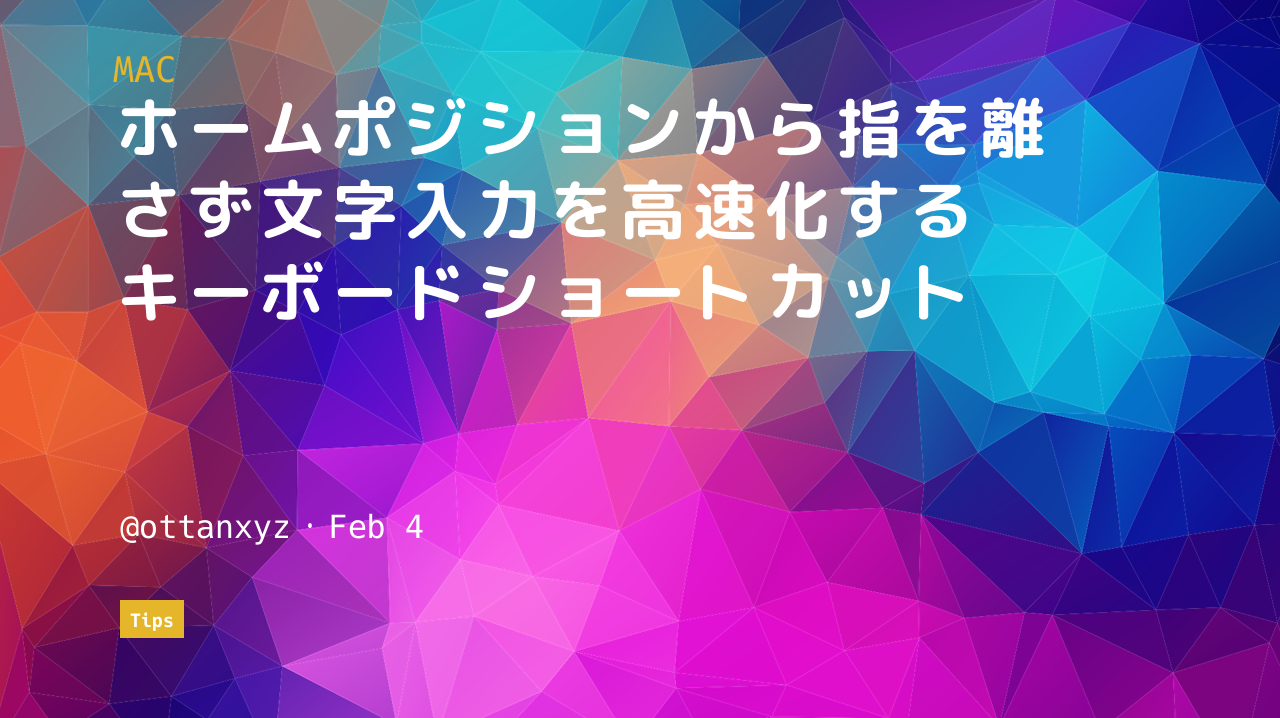 MAC
ホームポジションから指を離
さず文字入力を高速化する
キーボードショートカット
@ottanxyz・Feb 4
Tips